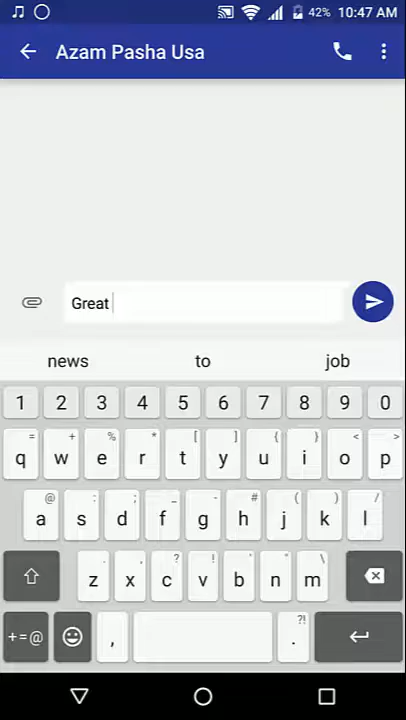 42% 10:47 AM
Azam Pasha Usa
Great
news to job
1 2 3 4 5 6 7 8 9 0
= + % * [ ] { } < >
q w e r t y u i o p
@ : ; _ - # ( ) /
a s d f g h j k l
. , ? ! " " \
z x c v b n m
?!
+=@ , .